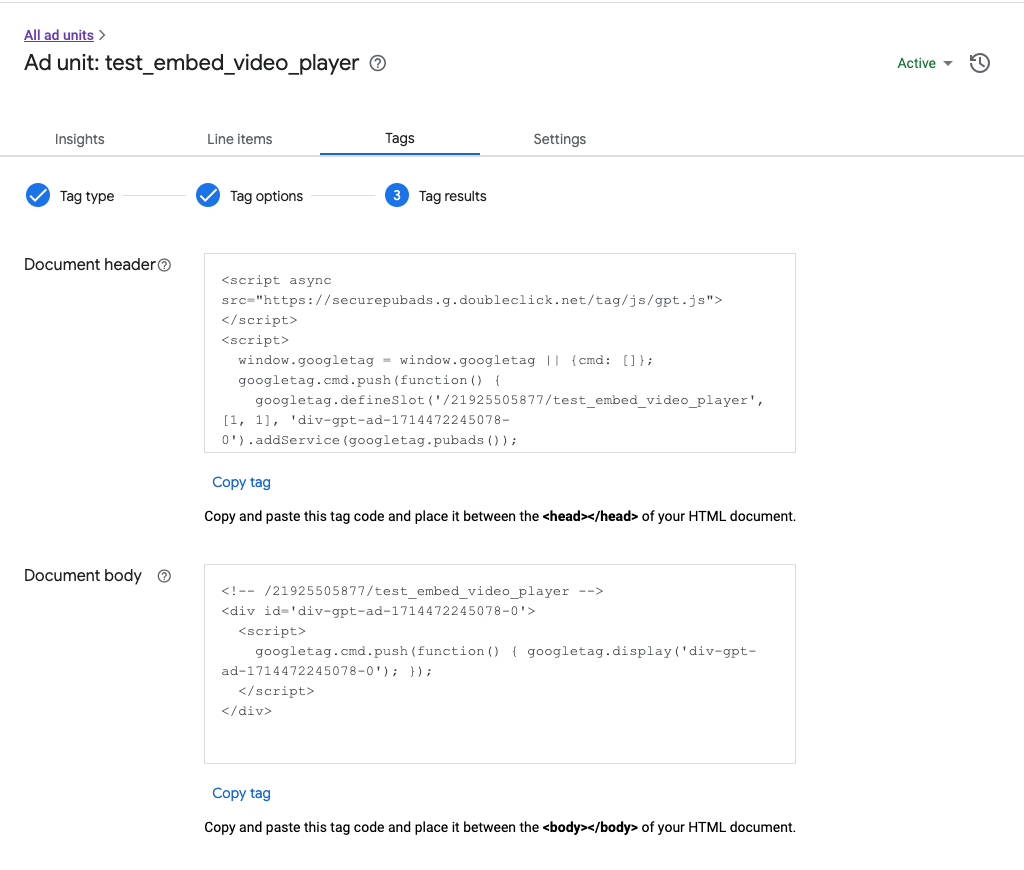 All ad units
Ad unit: test_embed_video_player
Active
Insights
Line items
Tags
Settings
Tag type
Tag options
3 Tag results
Document header
<script async
src="https://securepubads.g.doubleclick.net/tag/js/gpt.js">
</script>
<script>
  window.googletag = window.googletag || {cmd: []};
  googletag.cmd.push(function() {
    googletag.defineSlot('/21925505877/test_embed_video_player',
[1, 1], 'div-gpt-ad-1714472245078-
0').addService(googletag.pubads());
Copy tag
Copy and paste this tag code and place it between the <head></head> of your HTML document.
Document body
<!-- /21925505877/test_embed_video_player -->
<div id='div-gpt-ad-1714472245078-0'>
  <script>
    googletag.cmd.push(function() { googletag.display('div-gpt-
ad-1714472245078-0'); });
  </script>
</div>
Copy tag
Copy and paste this tag code and place it between the <body></body> of your HTML document.